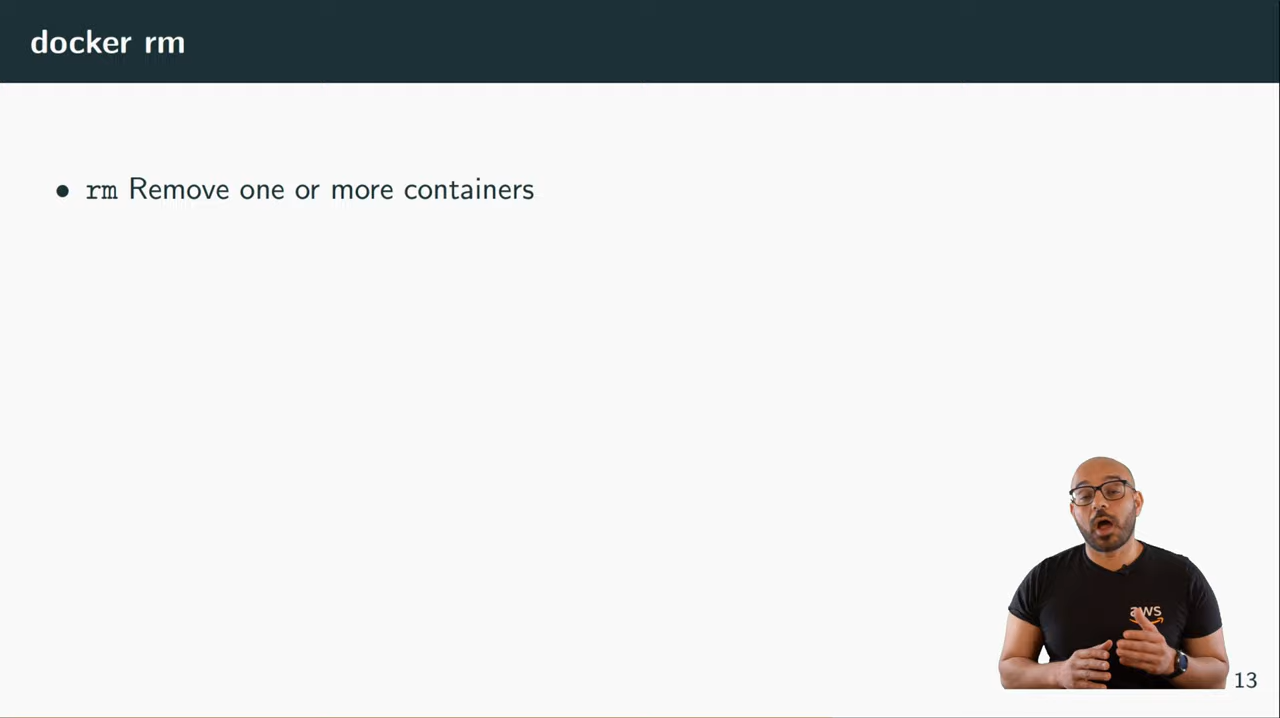 docker rm
• rm Remove one or more containers
aws
13